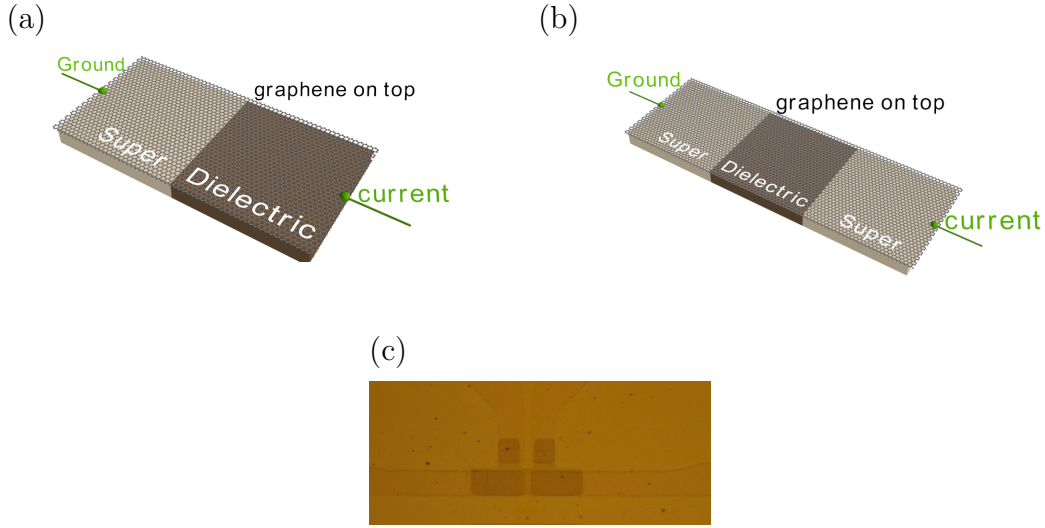 (a)
Ground
graphene on top
Super
Dielectric
current
(b)
Ground
graphene on top
Super
Dielectric
Super
current
(c)